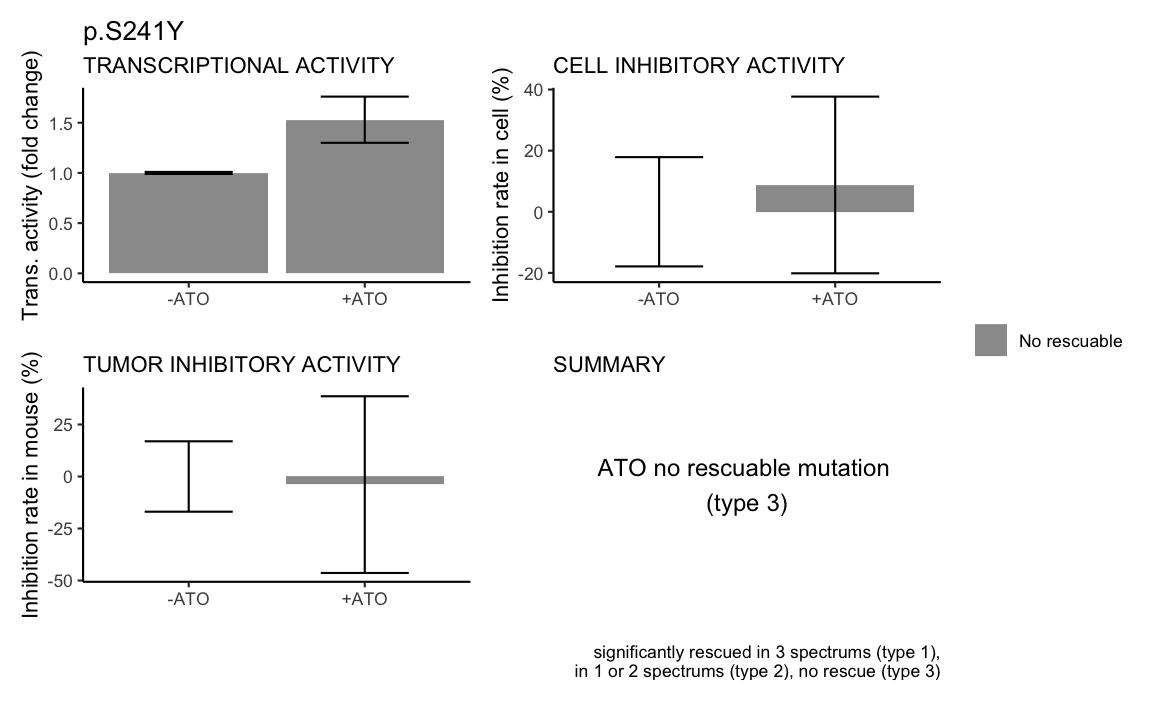 p.S241Y
TRANSCRIPTIONAL ACTIVITY
Trans. activity (fold change)
1.5
1.0
0.5
0.0
-ATO
+ATO
CELL INHIBITORY ACTIVITY
Inhibition rate in cell (%)
40
20
0
-20
-ATO
+ATO
No rescuable
TUMOR INHIBITORY ACTIVITY
Inhibition rate in mouse (%)
25
0
-25
-50
-ATO
+ATO
SUMMARY
ATO no rescuable mutation
(type 3)
significantly rescued in 3 spectrums (type 1),
in 1 or 2 spectrums (type 2), no rescue (type 3)